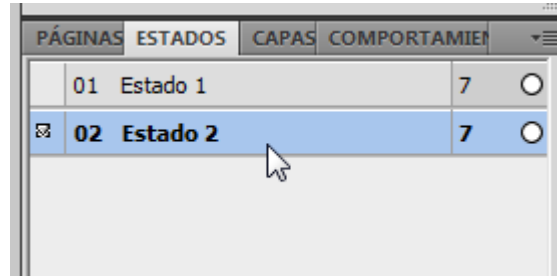 PÁGINAS ESTADOS CAPAS COMPORTAMIEN
01 Estado 1 7
02 Estado 2 7